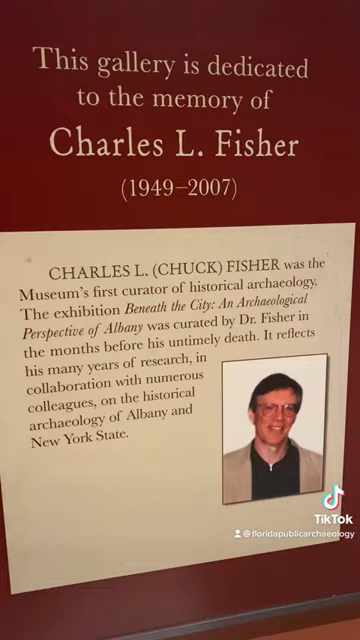 This gallery is dedicated
to the memory of
Charles L. Fisher
(1949–2007)
CHARLES L. (CHUCK) FISHER was the
Museum's first curator of historical archaeology.
The exhibition Beneath the City: An Archaeological
Perspective of Albany was curated by Dr. Fisher in
the months before his untimely death. It reflects
his many years of research, in
collaboration with numerous
colleagues, on the historical
archaeology of Albany and
New York State.
TikTok
@floridapublicarchaeology